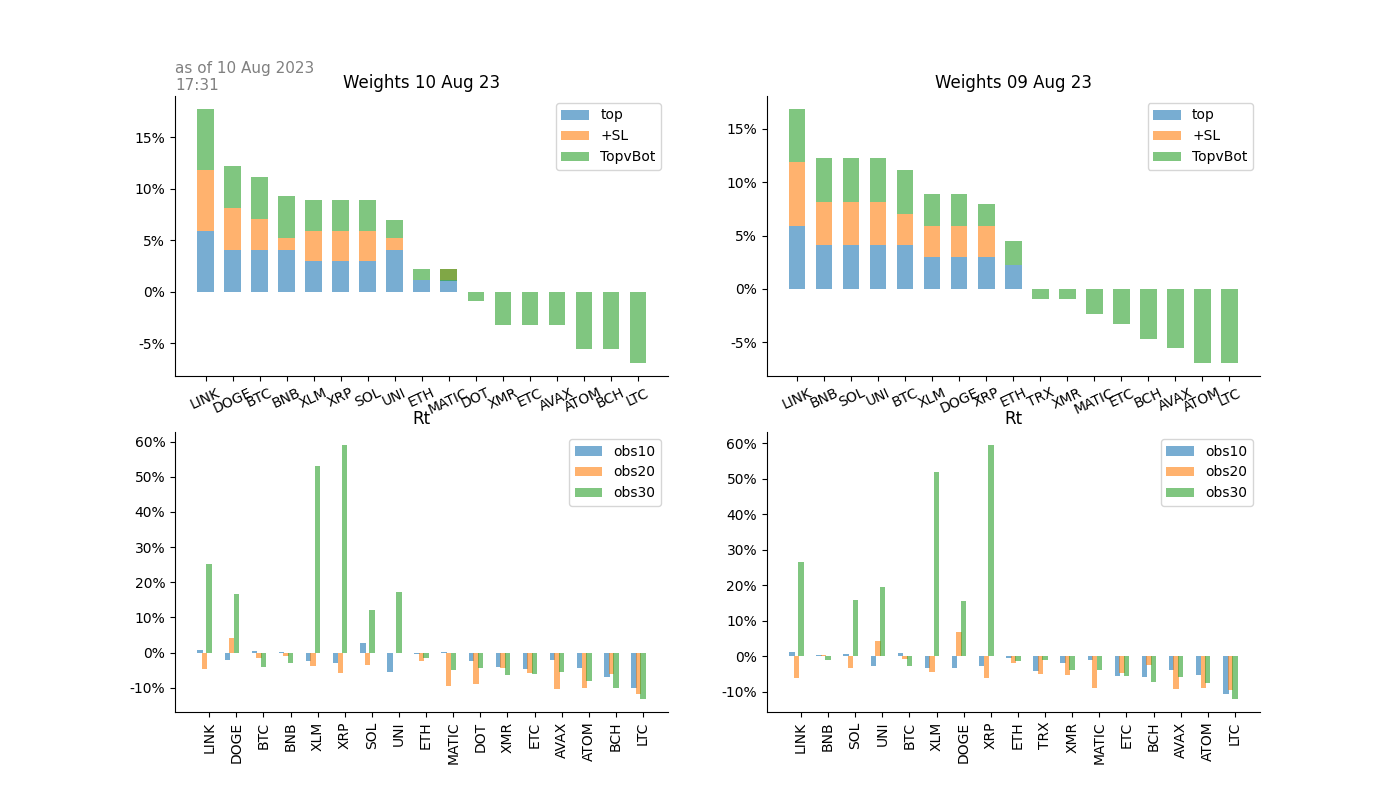 as of 10 Aug 2023
17:31
Weights 10 Aug 23
top
+SL
TopvBot
15%
10%
5%
0%
-5%
LINK DOGE BTC BNB XLM XRP SOL UNI ETH MATIC DOT XMR ETC AVAX ATOM BCH LTC
Weights 09 Aug 23
top
+SL
TopvBot
15%
10%
5%
0%
-5%
LINK BNB SOL UNI BTC XLM DOGE XRP ETH TRX XMR MATIC ETC BCH AVAX ATOM LTC
Rt
obs10
obs20
obs30
60%
50%
40%
30%
20%
10%
0%
-10%
LINK DOGE BTC BNB XLM XRP SOL UNI ETH MATIC DOT XMR ETC AVAX ATOM BCH LTC
Rt
obs10
obs20
obs30
60%
50%
40%
30%
20%
10%
0%
-10%
LINK BNB SOL UNI BTC XLM DOGE XRP ETH TRX XMR MATIC ETC BCH AVAX ATOM LTC